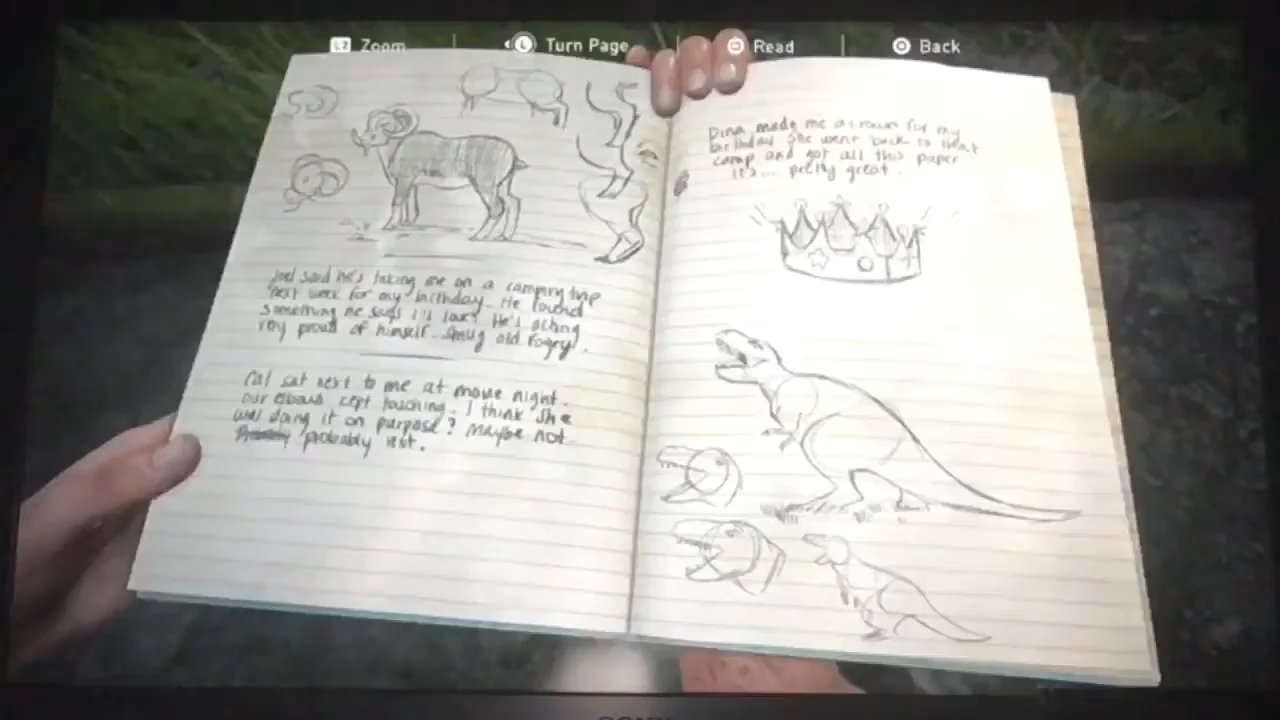 L2 Zoom
L Turn Page
Read
Back
Joel said he's taking me on a camping trip
next week for my birthday. He found
something he says I'll love. He's acting
very proud of himself. Smug old fogey.
Cat sat next to me at movie night.
our elbows kept touching. I think she
was doing it on purpose? Maybe not
probably not.
Dina made me a crown for my
birthday. She went back to that
camp and got all this paper
it's... pretty great.
SONY